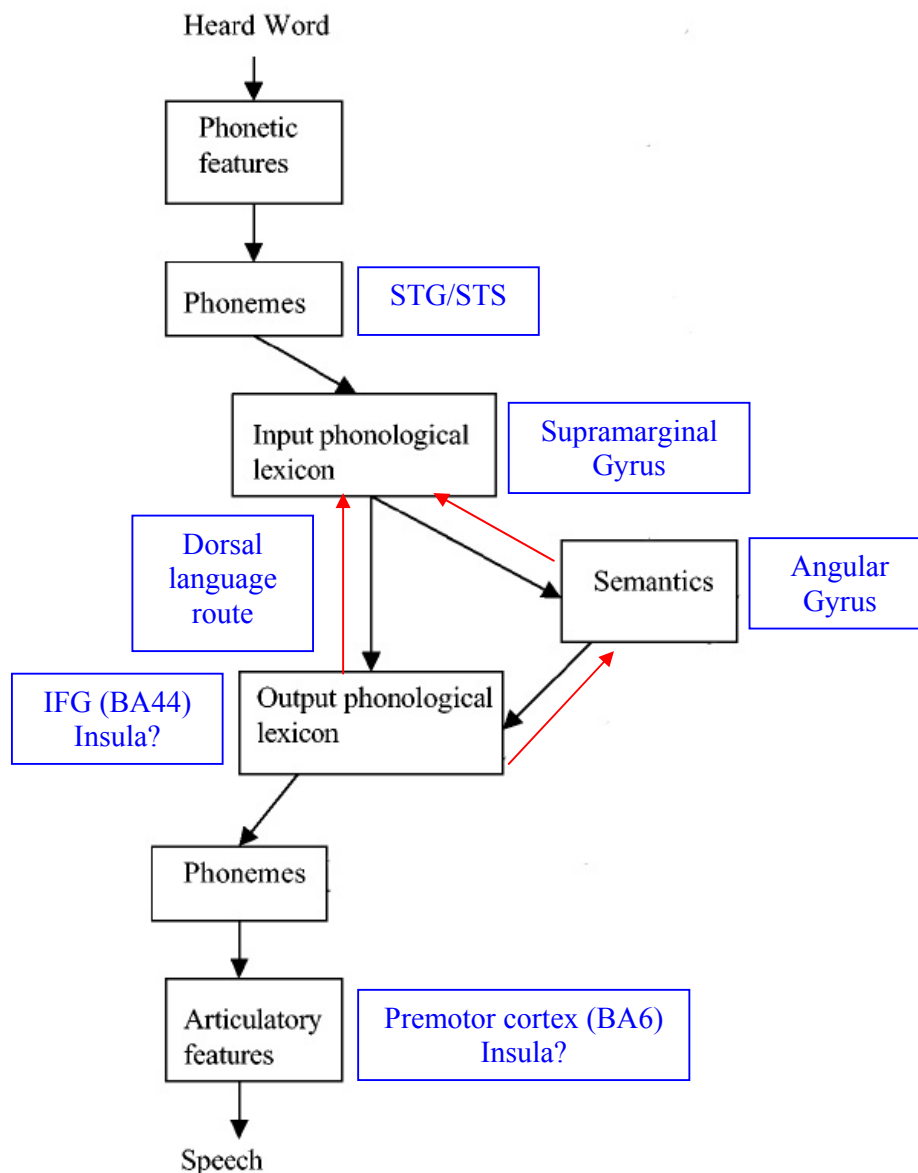 Heard Word
Phonetic
features
Phonemes
STG/STS
Input phonological
lexicon
Supramarginal
Gyrus
Dorsal
language
route
Semantics
Angular
Gyrus
IFG (BA44)
Insula?
Output phonological
lexicon
Phonemes
Articulatory
features
Premotor cortex (BA6)
Insula?
Speech